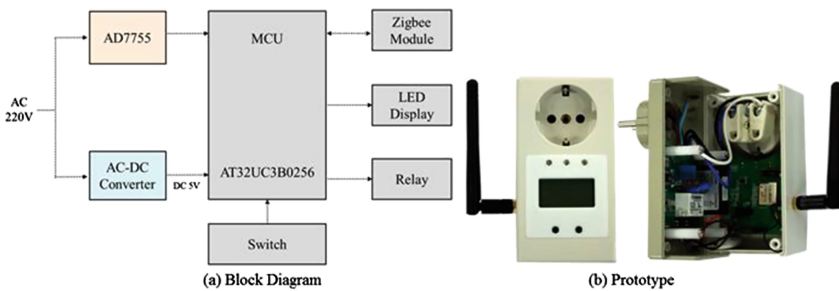 AD7755
MCU
Zigbee
Module
AC
220V
LED
Display
AC-DC
Converter
DC 5V
AT32UC3B0256
Relay
Switch
(a) Block Diagram
(b) Prototype